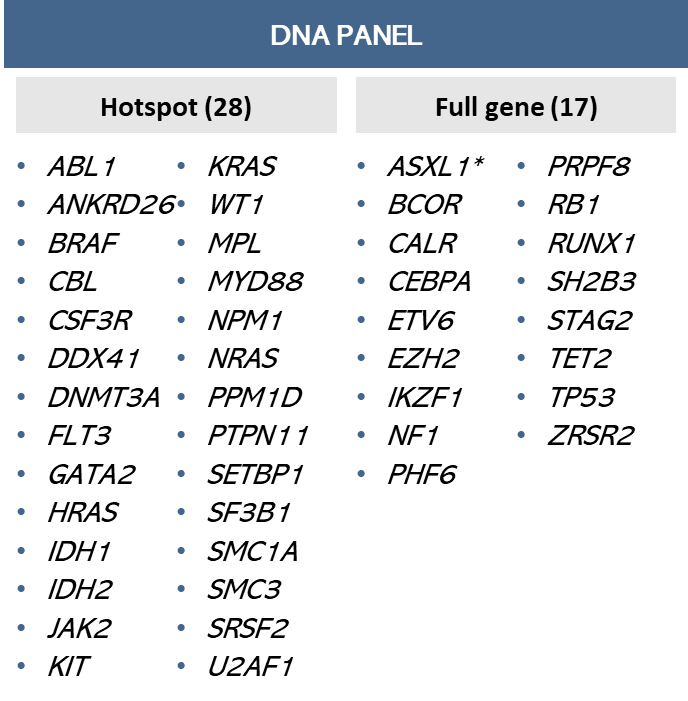 DNA PANEL
Hotspot (28)
• ABL1
• ANKRD26
• BRAF
• CBL
• CSF3R
• DDX41
• DNMT3A
• FLT3
• GATA2
• HRAS
• IDH1
• IDH2
• JAK2
• KIT
• KRAS
• WT1
• MPL
• MYD88
• NPM1
• NRAS
• PPM1D
• PTPN11
• SETBP1
• SF3B1
• SMC1A
• SMC3
• SRSF2
• U2AF1
Full gene (17)
• ASXL1*
• BCOR
• CALR
• CEBPA
• ETV6
• EZH2
• IKZF1
• NF1
• PHF6
• PRPF8
• RB1
• RUNX1
• SH2B3
• STAG2
• TET2
• TP53
• ZRSR2